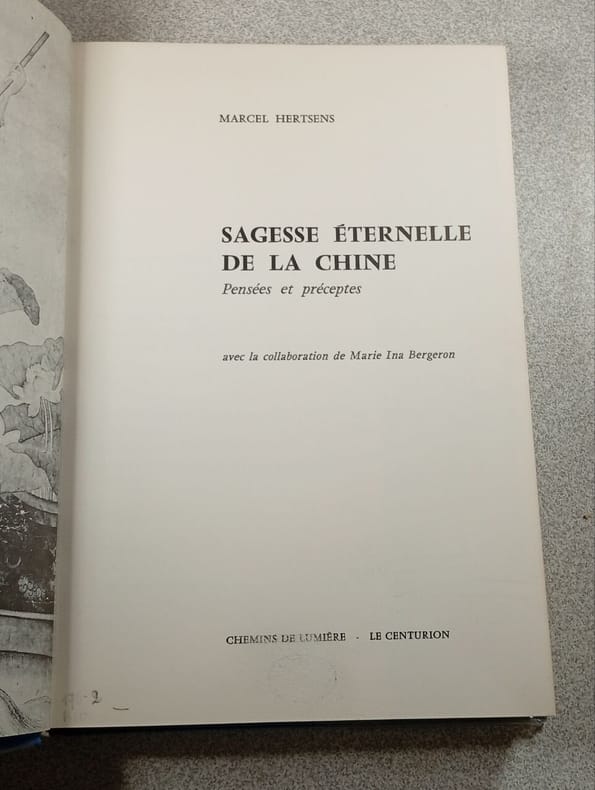 MARCEL HERTSENS
SAGESSE ÉTERNELLE
DE LA CHINE
Pensées et préceptes
avec la collaboration de Marie Ina Bergeron
CHEMINS DE LUMIÈRE - LE CENTURION
2